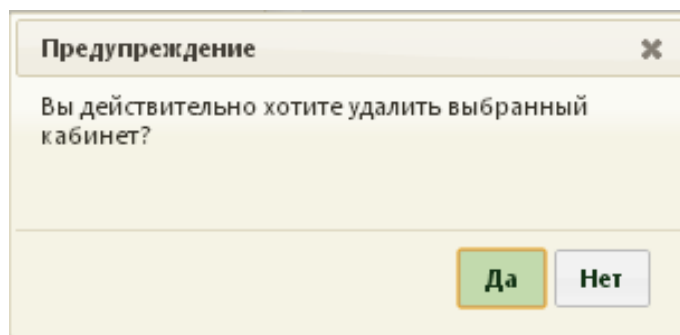 Предупреждение
Вы действительно хотите удалить выбранный
кабинет?
Да
Нет